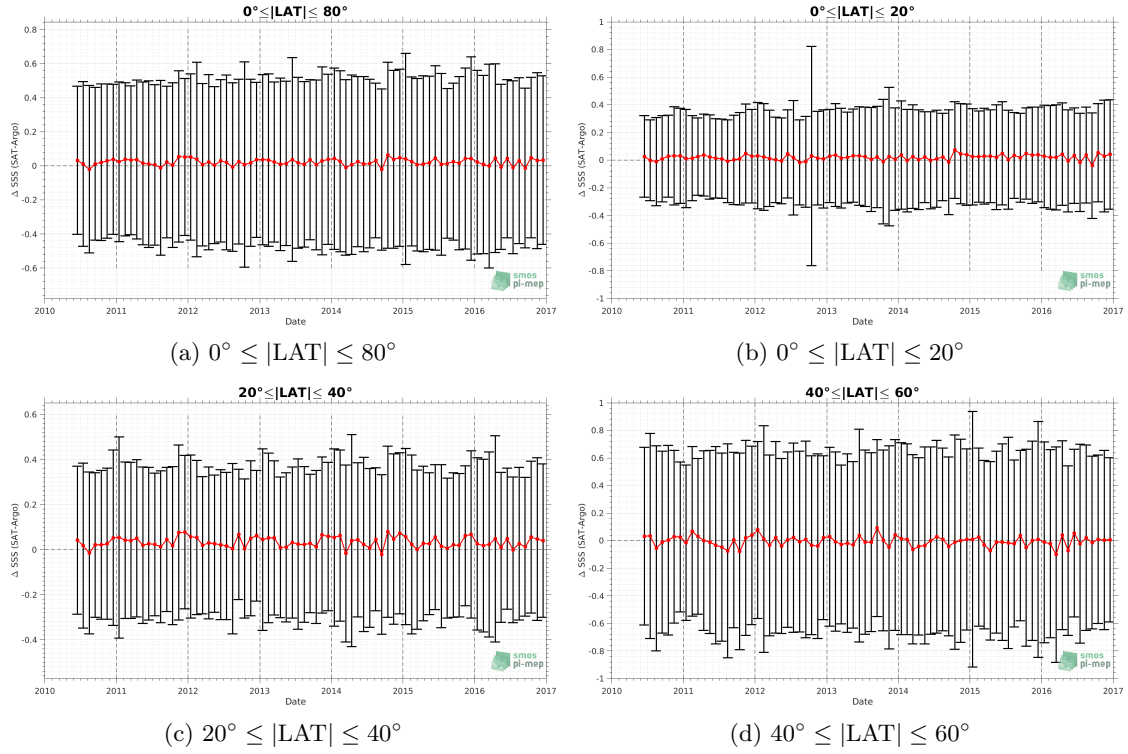 0°≤|LAT|≤ 80°
0.8
0.6
0.4
0.2
0
-0.2
-0.4
-0.6
Δ SSS (SAT-Argo)
2010 2011 2012 2013 2014 2015 2016 2017
Date
smos
pi-mep
(a) 0° ≤ |LAT| ≤ 80°
0°≤|LAT|≤ 20°
1
0.8
0.6
0.4
0.2
0
-0.2
-0.4
-0.6
-0.8
-1
Δ SSS (SAT-Argo)
2010 2011 2012 2013 2014 2015 2016 2017
Date
smos
pi-mep
(b) 0° ≤ |LAT| ≤ 20°
20°≤|LAT|≤ 40°
0.6
0.4
0.2
0
-0.2
-0.4
Δ SSS (SAT-Argo)
2010 2011 2012 2013 2014 2015 2016 2017
Date
smos
pi-mep
(c) 20° ≤ |LAT| ≤ 40°
40°≤|LAT|≤ 60°
1
0.8
0.6
0.4
0.2
0
-0.2
-0.4
-0.6
-0.8
-1
Δ SSS (SAT-Argo)
2010 2011 2012 2013 2014 2015 2016 2017
Date
smos
pi-mep
(d) 40° ≤ |LAT| ≤ 60°